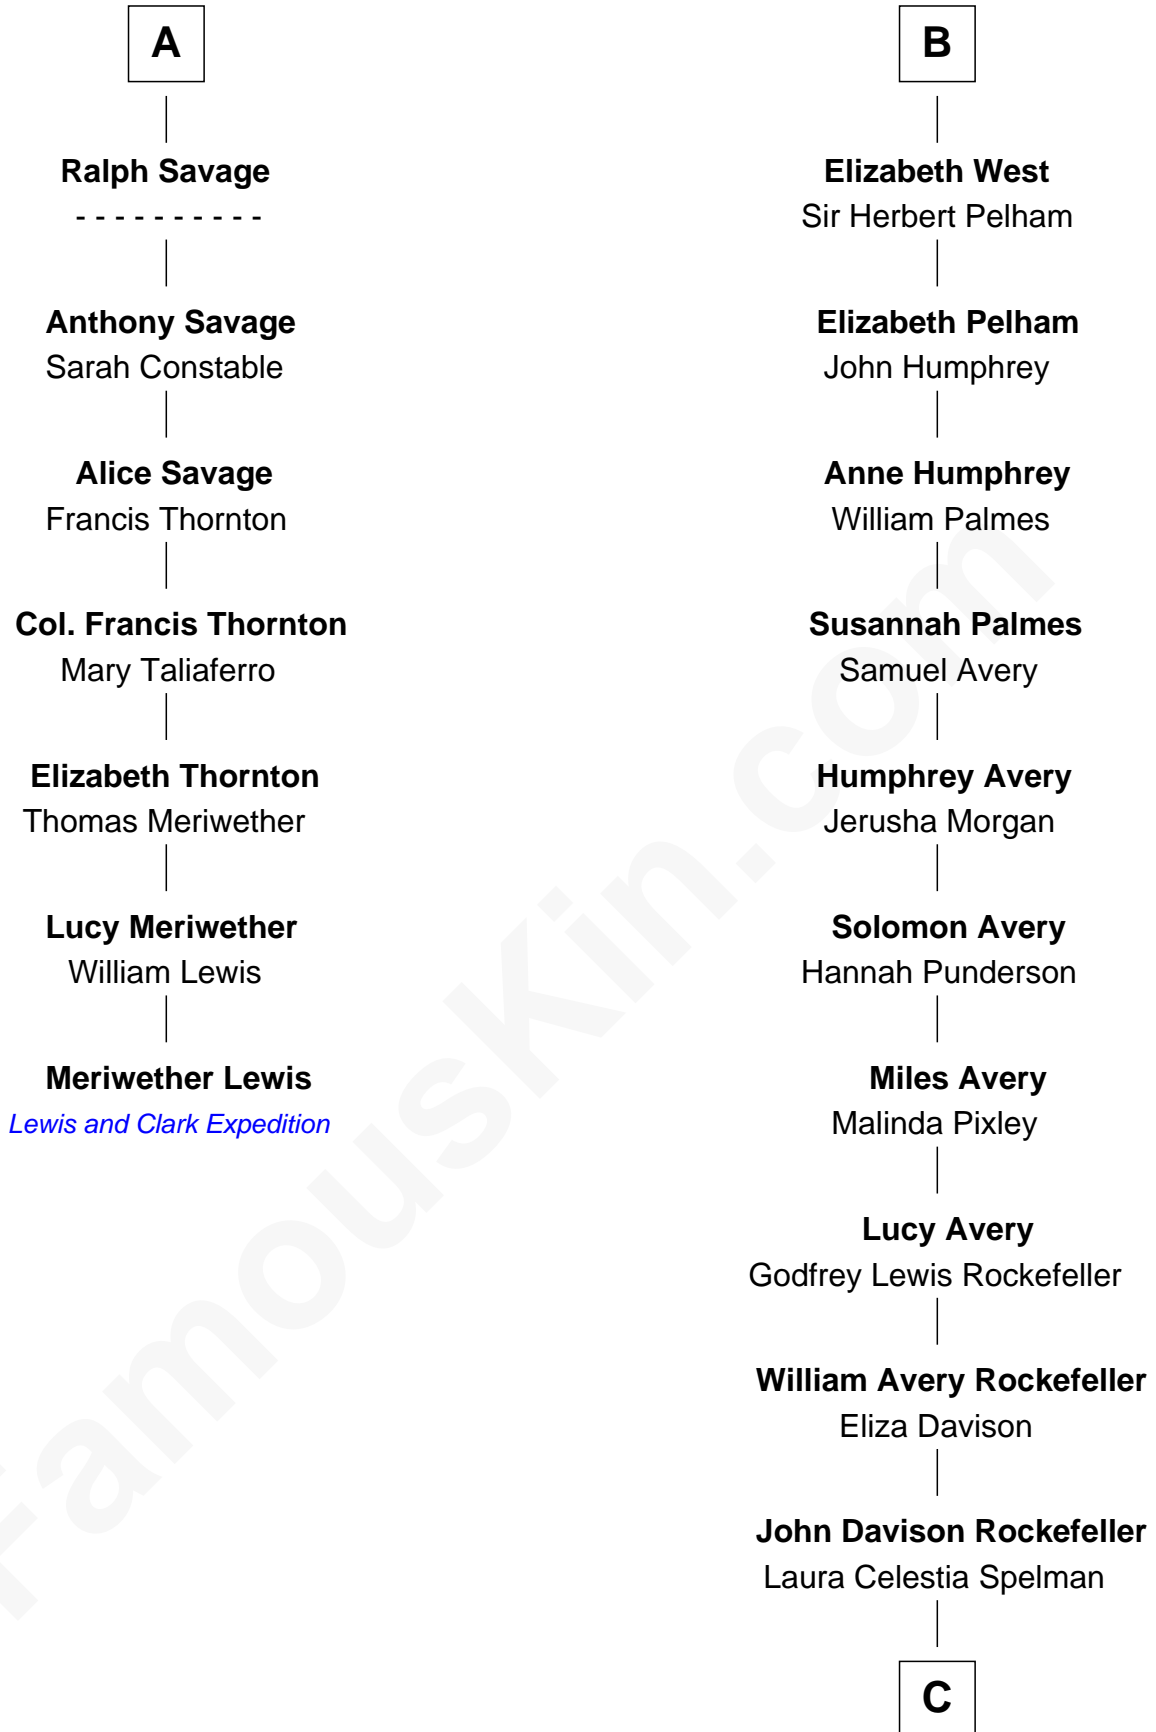 A
Ralph Savage
- - - - - - - - - -
Anthony Savage
Sarah Constable
Alice Savage
Francis Thornton
Col. Francis Thornton
Mary Taliaferro
Elizabeth Thornton
Thomas Meriwether
Lucy Meriwether
William Lewis
Meriwether Lewis
Lewis and Clark Expedition
B
Elizabeth West
Sir Herbert Pelham
Elizabeth Pelham
John Humphrey
Anne Humphrey
William Palmes
Susannah Palmes
Samuel Avery
Humphrey Avery
Jerusha Morgan
Solomon Avery
Hannah Punderson
Miles Avery
Malinda Pixley
Lucy Avery
Godfrey Lewis Rockefeller
William Avery Rockefeller
Eliza Davison
John Davison Rockefeller
Laura Celestia Spelman
C
FamousKin.com